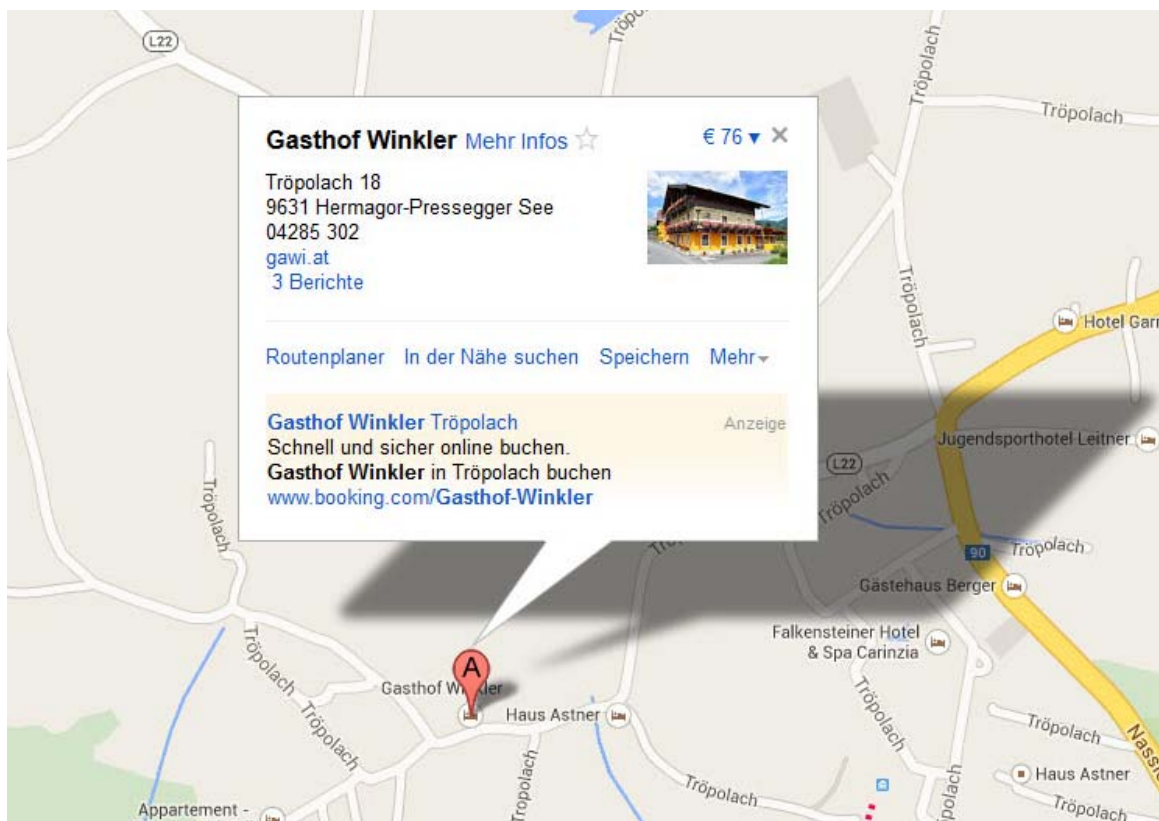 L22
Tröpolach
Tröpolach
Tröpolach
Gasthof Winkler Mehr Infos € 76
Tröpolach 18
9631 Hermagor-Pressegger See
04285 302
gawi.at
3 Berichte
Routenplaner In der Nähe suchen Speichern Mehr
Gasthof Winkler Tröpolach Anzeige
Schnell und sicher online buchen.
Gasthof Winkler in Tröpolach buchen
www.booking.com/Gasthof-Winkler
Tröpolach
Hotel
Jugendsporthotel Leitner
L22
Tröpolach
Tröpolach
90
Tröpolach
Gästehaus Berger
Falkensteiner Hotel
& Spa Carinzia
Tröpolach
Tröpolach
A
Gasthof Winkler
Haus Astner
Tröpolach
Tröpolach
Haus Astner
Tröpolach
Tröpolach
Tröpolach
Appartement -